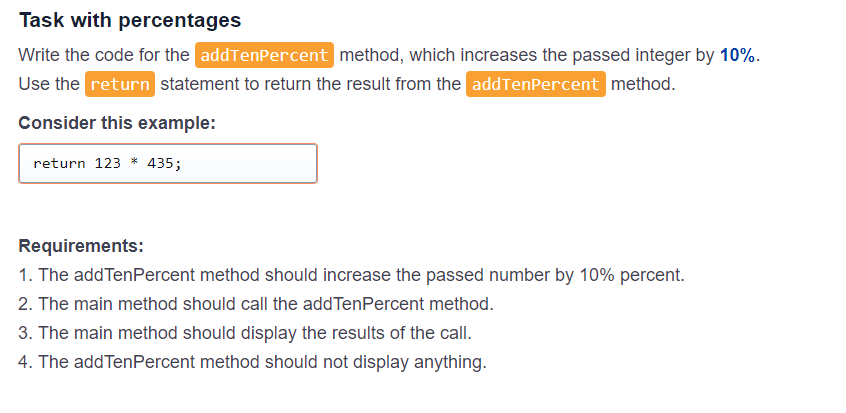 Task with percentages
Write the code for the addTenPercent method, which increases the passed integer by 10%.
Use the return statement to return the result from the addTenPercent method.
Consider this example:
return 123 * 435;
Requirements:
1. The addTenPercent method should increase the passed number by 10% percent.
2. The main method should call the addTenPercent method.
3. The main method should display the results of the call.
4. The addTenPercent method should not display anything.